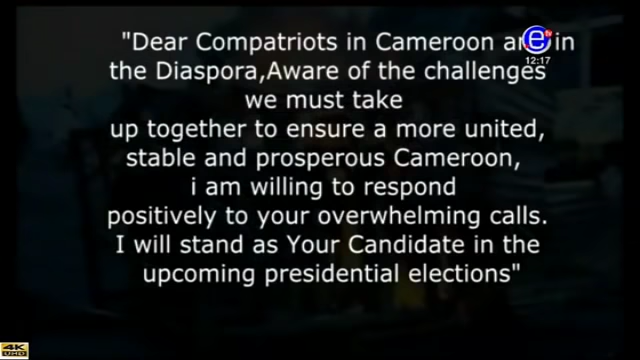 "Dear Compatriots in Cameroon an in
the Diaspora,Aware of the challenges
we must take
up together to ensure a more united,
stable and prosperous Cameroon,
i am willing to respond
positively to your overwhelming calls.
I will stand as Your Candidate in the
upcoming presidential elections"
e tv
12:17
4K
UHD